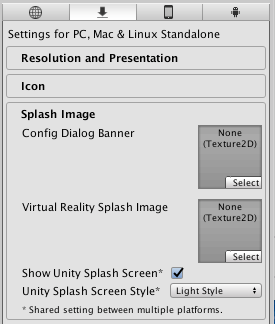 Settings for PC, Mac & Linux Standalone
Resolution and Presentation
Icon
Splash Image
Config Dialog Banner
None
(Texture2D)
Select
Virtual Reality Splash Image
None
(Texture2D)
Select
Show Unity Splash Screen*
Unity Splash Screen Style*
Light Style
* Shared setting between multiple platforms.